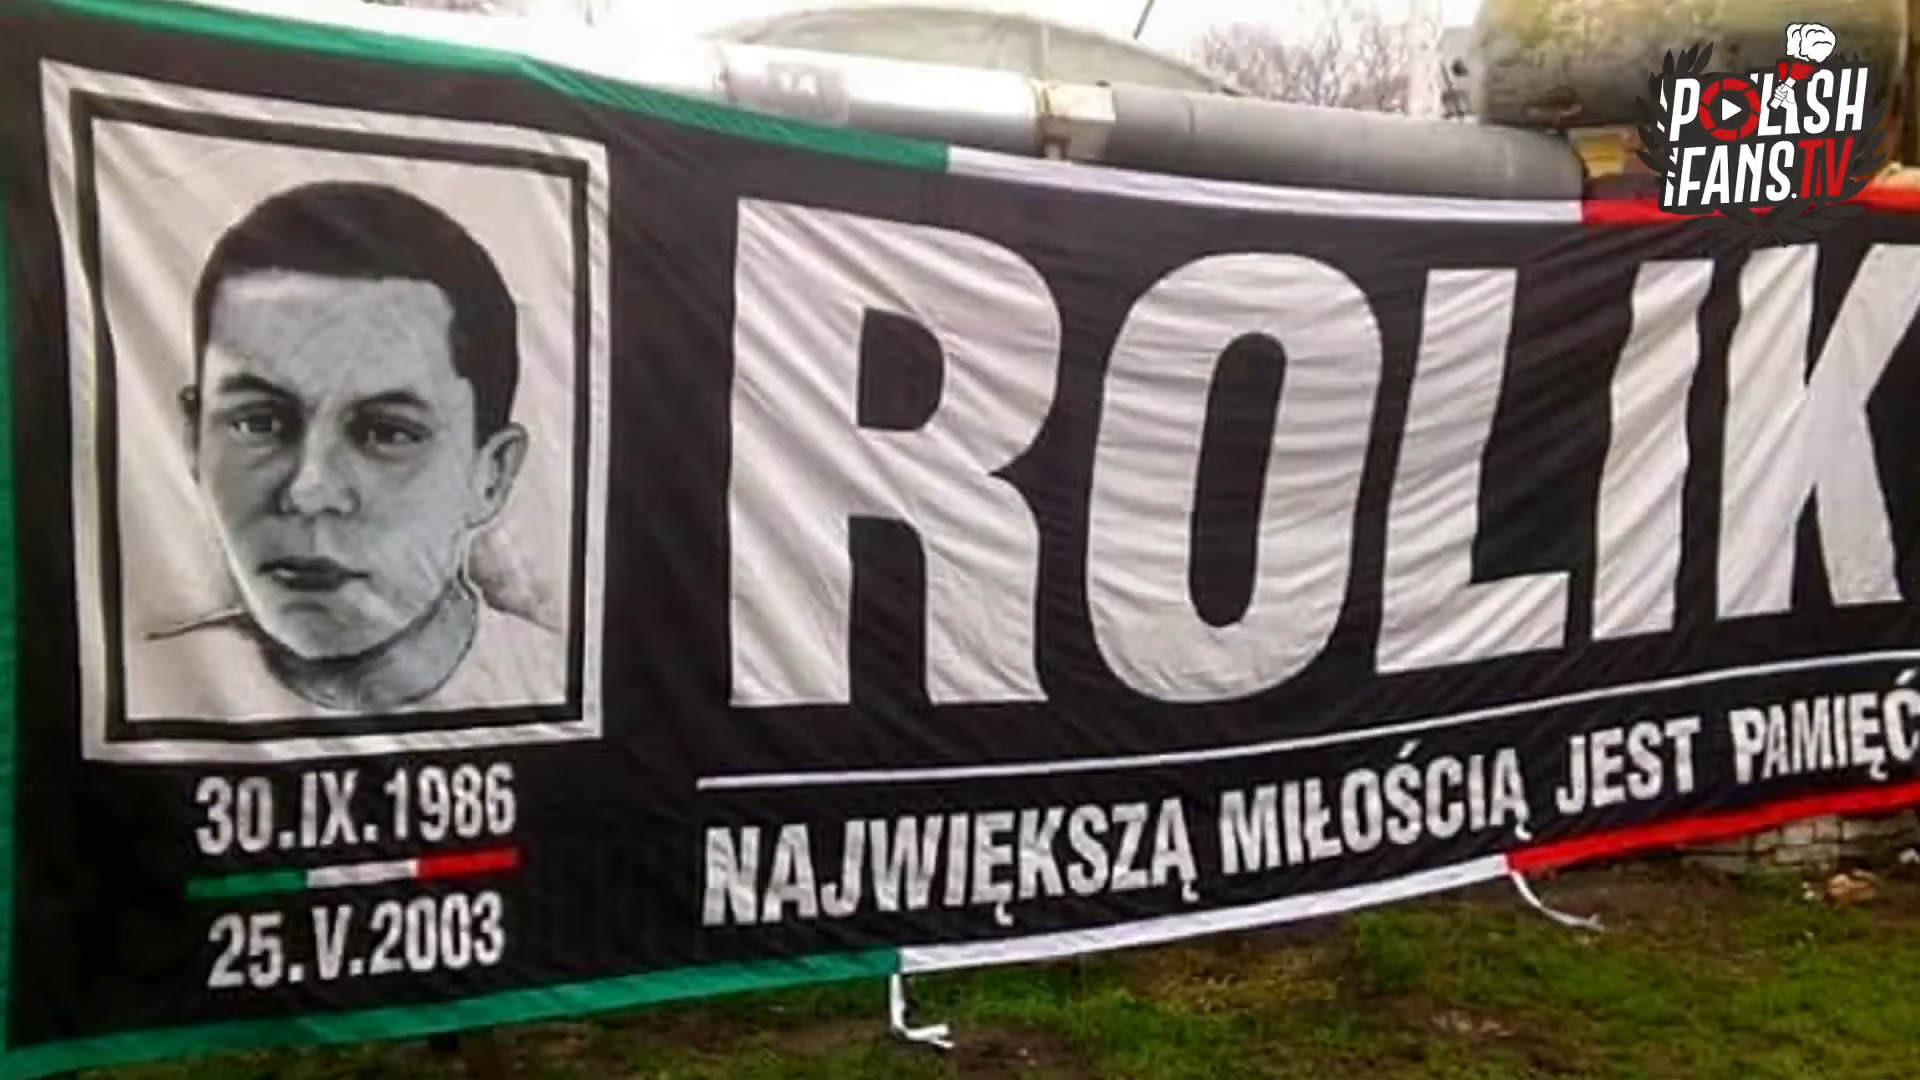 POLISH
FANS.TV
ROLIK
NAJWIĘKSZĄ MIŁOŚCIĄ JEST PAMIĘĆ
30.IX.1986
25.V.2003